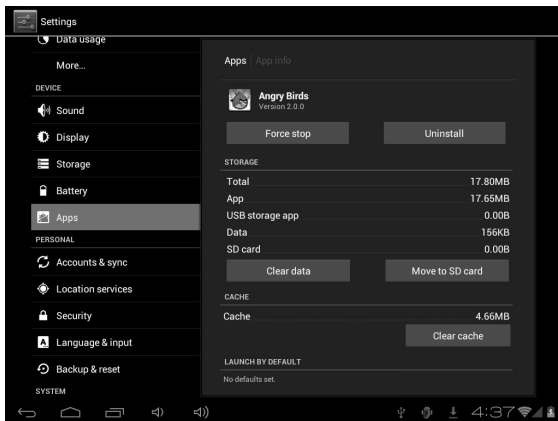 Settings
Data usage
More...
DEVICE
Sound
Display
Storage
Battery
Apps
PERSONAL
Accounts & sync
Location services
Security
A Language & input
Backup & reset
SYSTEM
Apps App info
Angry Birds
Version 2.0.0
Force stop Uninstall
STORAGE
Total 17.80MB
App 17.65MB
USB storage app 0.00B
Data 156KB
SD card 0.00B
Clear data Move to SD card
CACHE
Cache 4.66MB
Clear cache
LAUNCH BY DEFAULT
No defaults set.
4:37